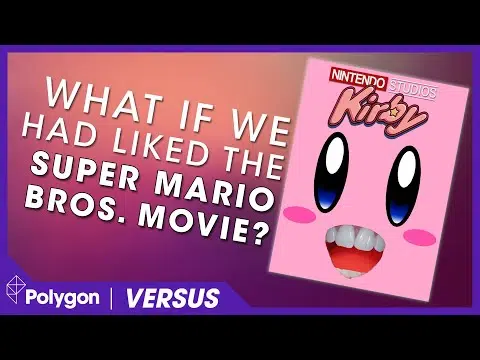 WHAT IF WE
HAD LIKED THE
SUPER MARIO
BROS. MOVIE?
NINTENDO STUDIOS
Kirby
Polygon | VERSUS